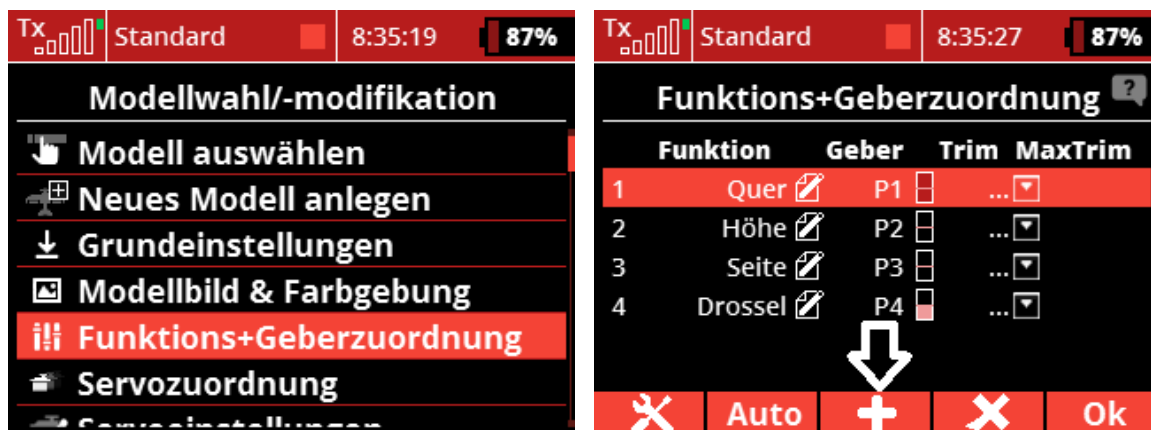 Tx Standard 8:35:19 87%
Modellwahl/-modifikation
Modell auswählen
Neues Modell anlegen
Grundeinstellungen
Modellbild & Farbgebung
Funktions+Geberzuordnung
Servozuordnung
Servoeinstellungen
Tx Standard 8:35:27 87%
Funktions+Geberzuordnung ?
Funktion Geber Trim MaxTrim
1 Quer P1 ...
2 Höhe P2 ...
3 Seite P3 ...
4 Drossel P4 ...
Auto Ok